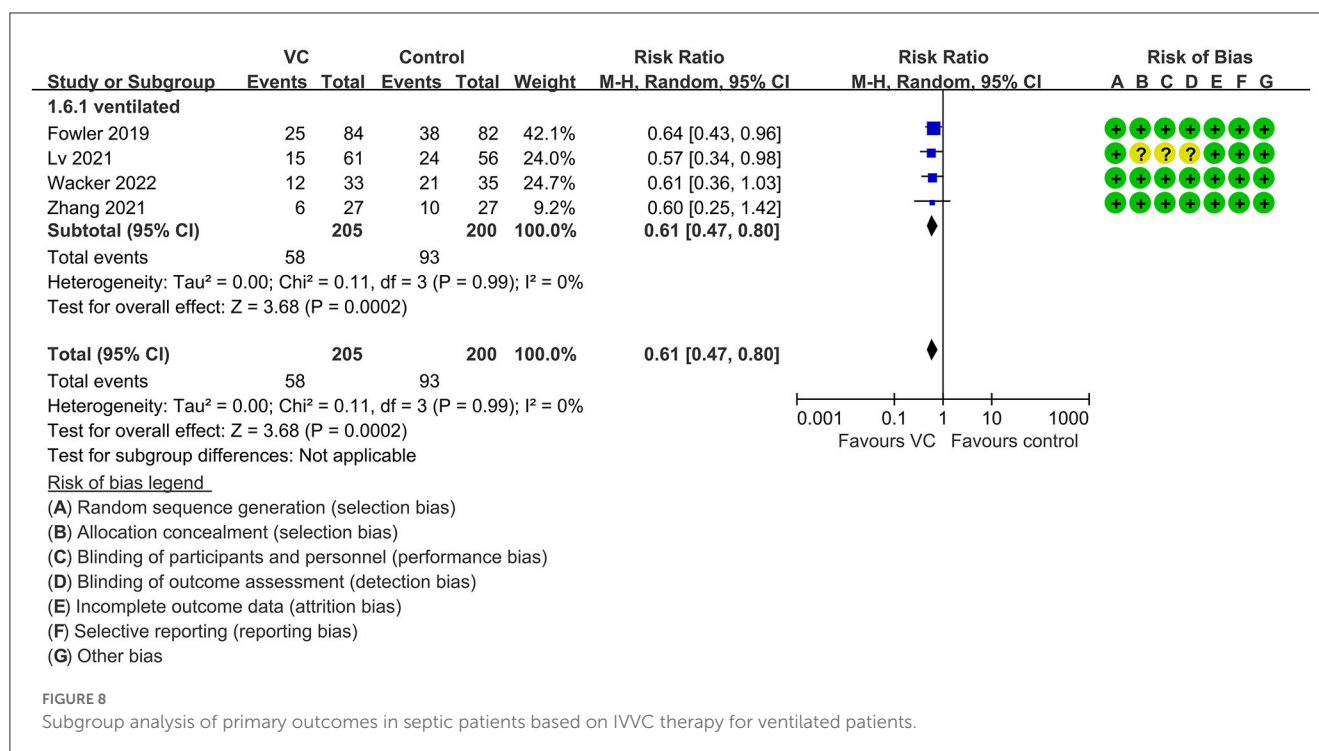 VC Control Risk Ratio Risk Ratio Risk of Bias
Study or Subgroup Events Total Events Total Weight M-H, Random, 95% CI M-H, Random, 95% CI A B C D E F G
1.6.1 ventilated
Fowler 2019 25 84 38 82 42.1% 0.64 [0.43, 0.96] + + + + + + +
Lv 2021 15 61 24 56 24.0% 0.57 [0.34, 0.98] + ? ? ? + + +
Wacker 2022 12 33 21 35 24.7% 0.61 [0.36, 1.03] + + + + + + +
Zhang 2021 6 27 10 27 9.2% 0.60 [0.25, 1.42] + + + + + + +
Subtotal (95% CI) 205 200 100.0% 0.61 [0.47, 0.80]
Total events 58 93
Heterogeneity: Tau² = 0.00; Chi² = 0.11, df = 3 (P = 0.99); I² = 0%
Test for overall effect: Z = 3.68 (P = 0.0002)
Total (95% CI) 205 200 100.0% 0.61 [0.47, 0.80]
Total events 58 93
Heterogeneity: Tau² = 0.00; Chi² = 0.11, df = 3 (P = 0.99); I² = 0%
Test for overall effect: Z = 3.68 (P = 0.0002)
Test for subgroup differences: Not applicable
0.001 0.1 1 10 1000
Favours VC Favours control
Risk of bias legend
(A) Random sequence generation (selection bias)
(B) Allocation concealment (selection bias)
(C) Blinding of participants and personnel (performance bias)
(D) Blinding of outcome assessment (detection bias)
(E) Incomplete outcome data (attrition bias)
(F) Selective reporting (reporting bias)
(G) Other bias
FIGURE 8
Subgroup analysis of primary outcomes in septic patients based on IVVC therapy for ventilated patients.